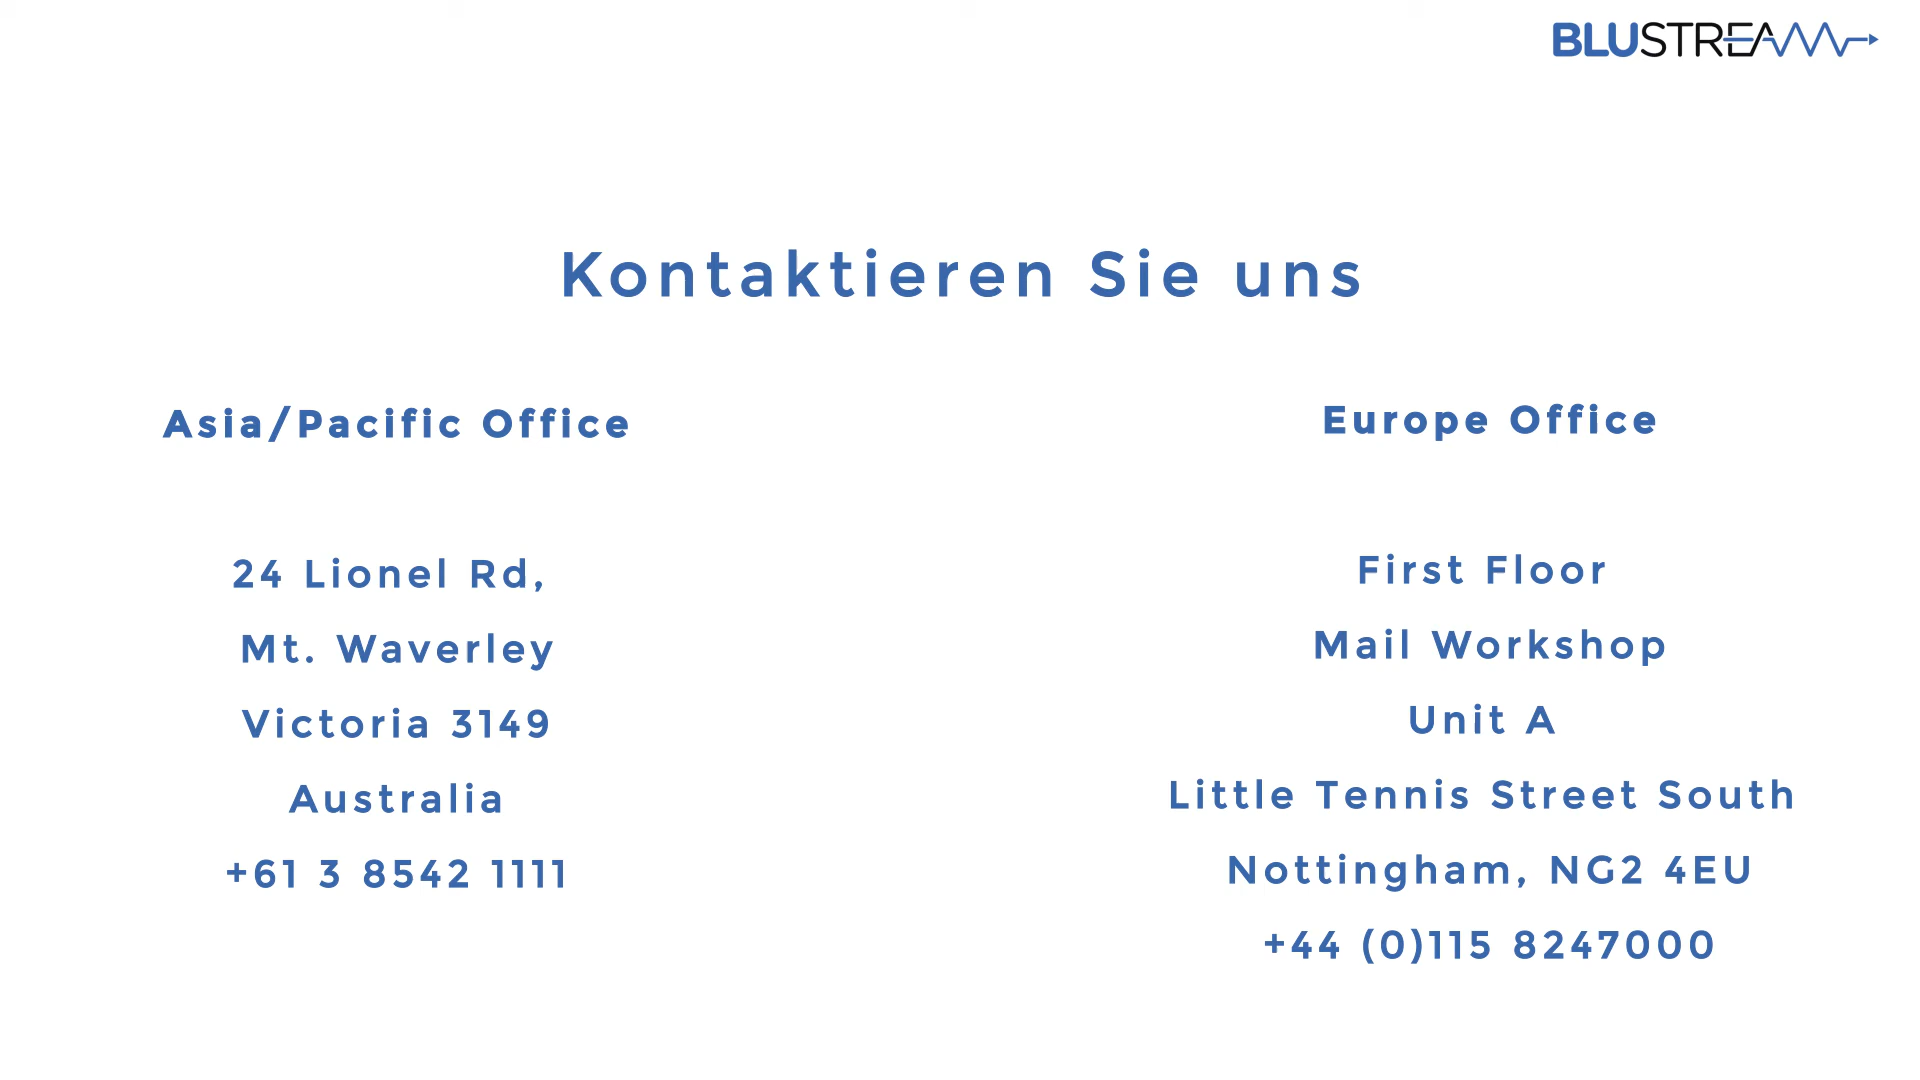 BLUSTREAM
Kontaktieren Sie uns
Asia/Pacific Office
24 Lionel Rd,
Mt. Waverley
Victoria 3149
Australia
+61 3 8542 1111
Europe Office
First Floor
Mail Workshop
Unit A
Little Tennis Street South
Nottingham, NG2 4EU
+44 (0)115 8247000